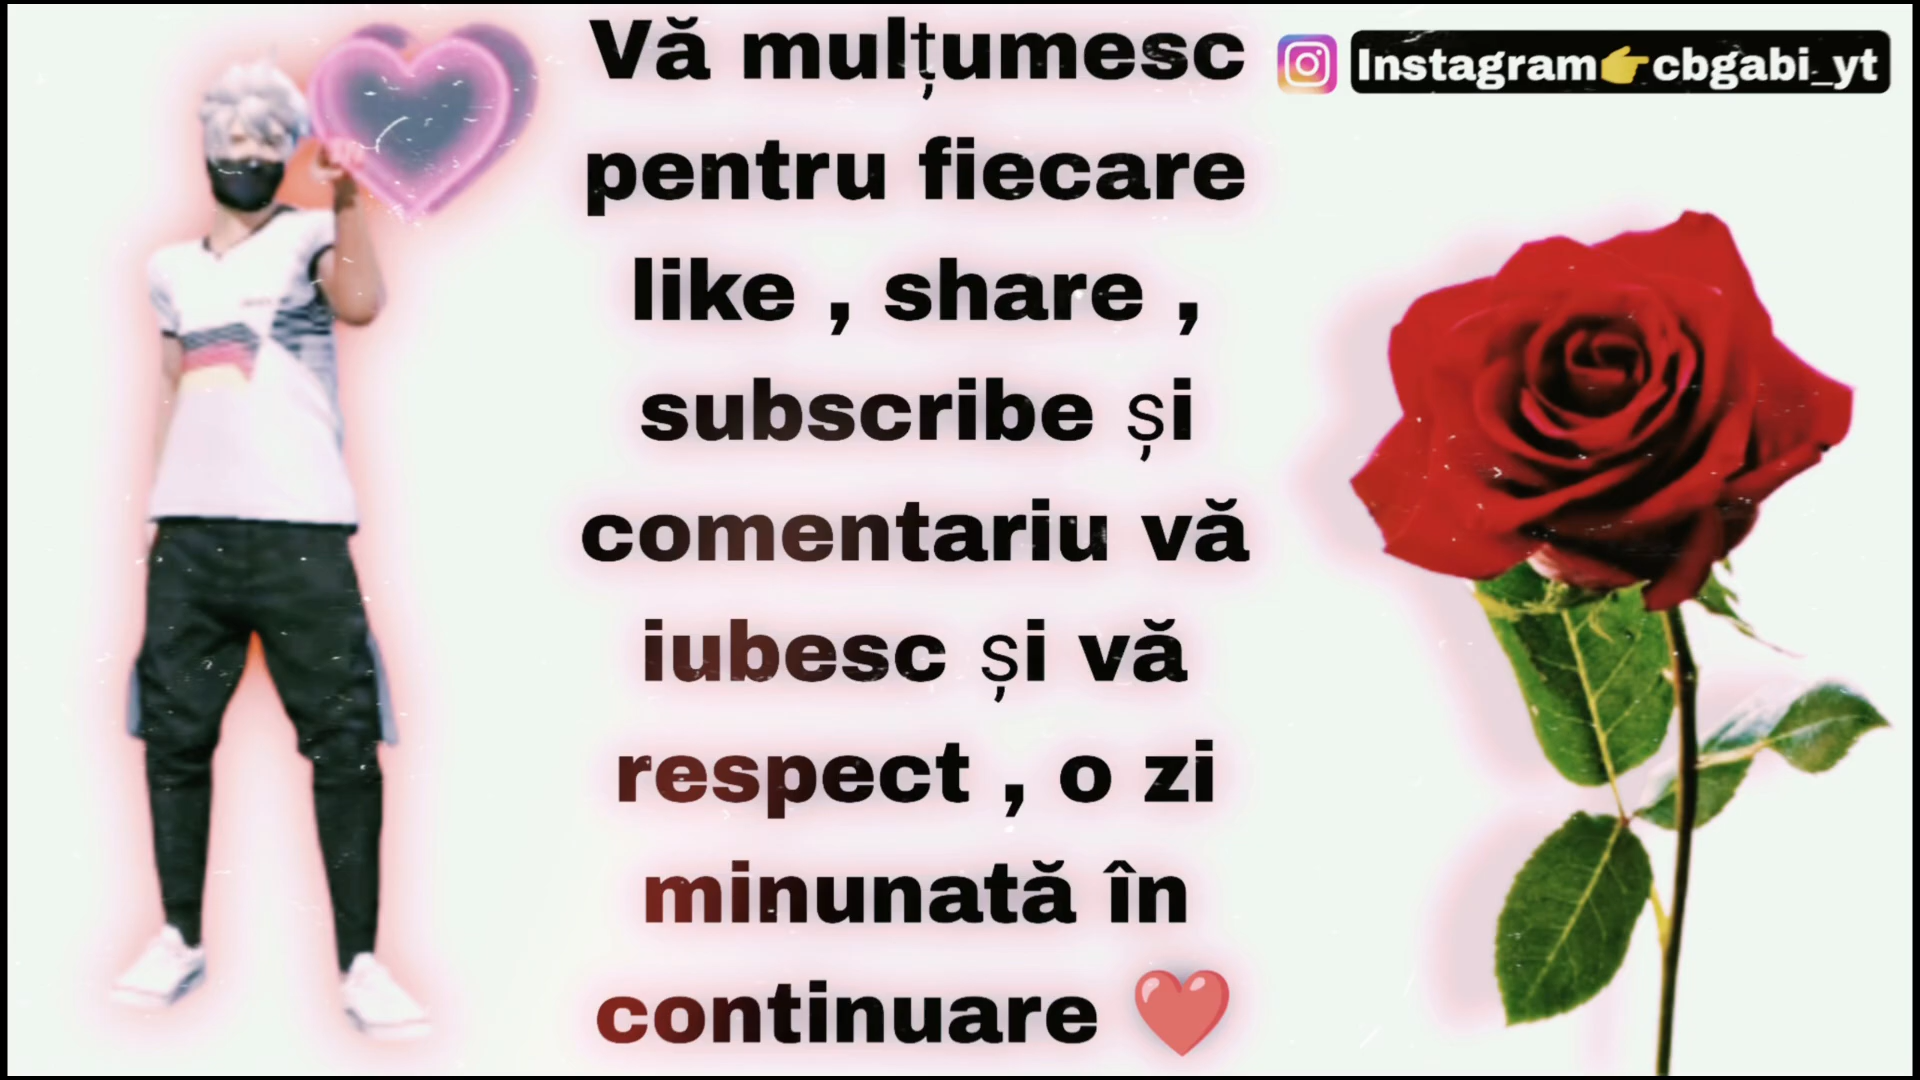 Vă mulțumesc
pentru fiecare
like , share ,
subscribe și
comentariu vă
iubesc și vă
respect , o zi
minunată în
continuare ❤️
Instagram👉cbgabi_yt